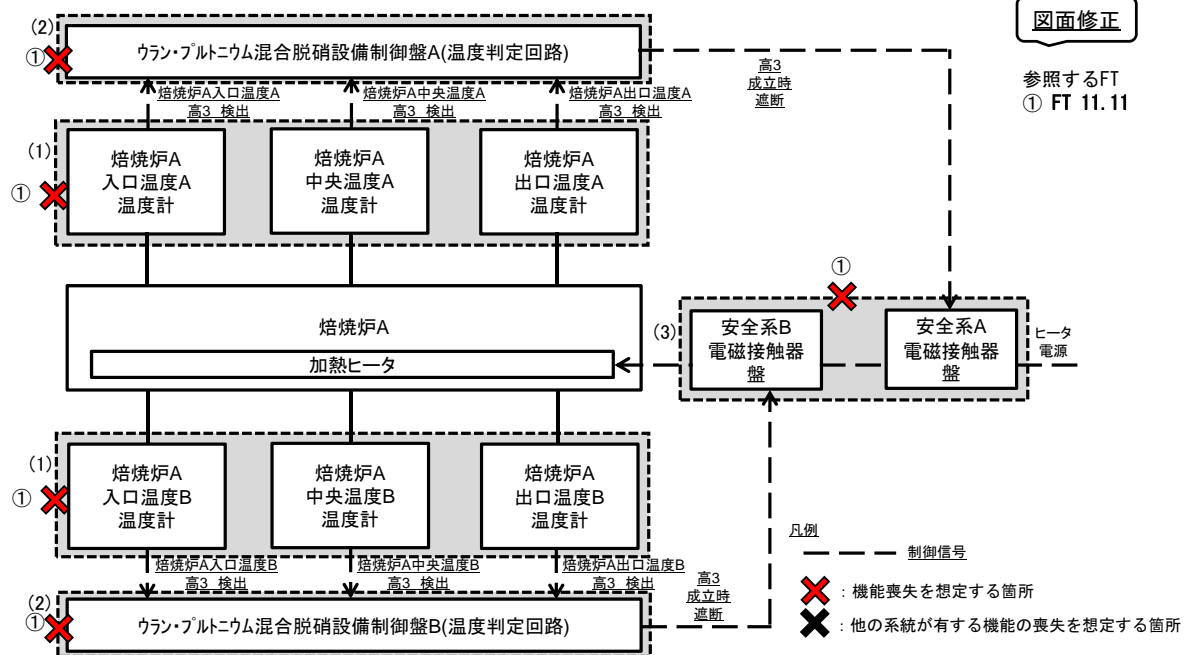 図面修正
参照するFT
① FT 11.11
(2)
①
ウラン・プルトニウム混合脱硝設備制御盤A(温度判定回路)
高3
成立時
遮断
焙焼炉A入口温度A
高3 検出
焙焼炉A中央温度A
高3 検出
焙焼炉A出口温度A
高3 検出
(1)
①
焙焼炉A
入口温度A
温度計
焙焼炉A
中央温度A
温度計
焙焼炉A
出口温度A
温度計
焙焼炉A
加熱ヒータ
①
(3)
安全系B
電磁接触器
盤
安全系A
電磁接触器
盤
ヒータ
電源
(1)
①
焙焼炉A
入口温度B
温度計
焙焼炉A
中央温度B
温度計
焙焼炉A
出口温度B
温度計
焙焼炉A入口温度B
高3 検出
焙焼炉A中央温度B
高3 検出
焙焼炉A出口温度B
高3 検出
(2)
①
ウラン・プルトニウム混合脱硝設備制御盤B(温度判定回路)
高3
成立時
遮断
凡例
制御信号
：機能喪失を想定する箇所
：他の系統が有する機能の喪失を想定する箇所